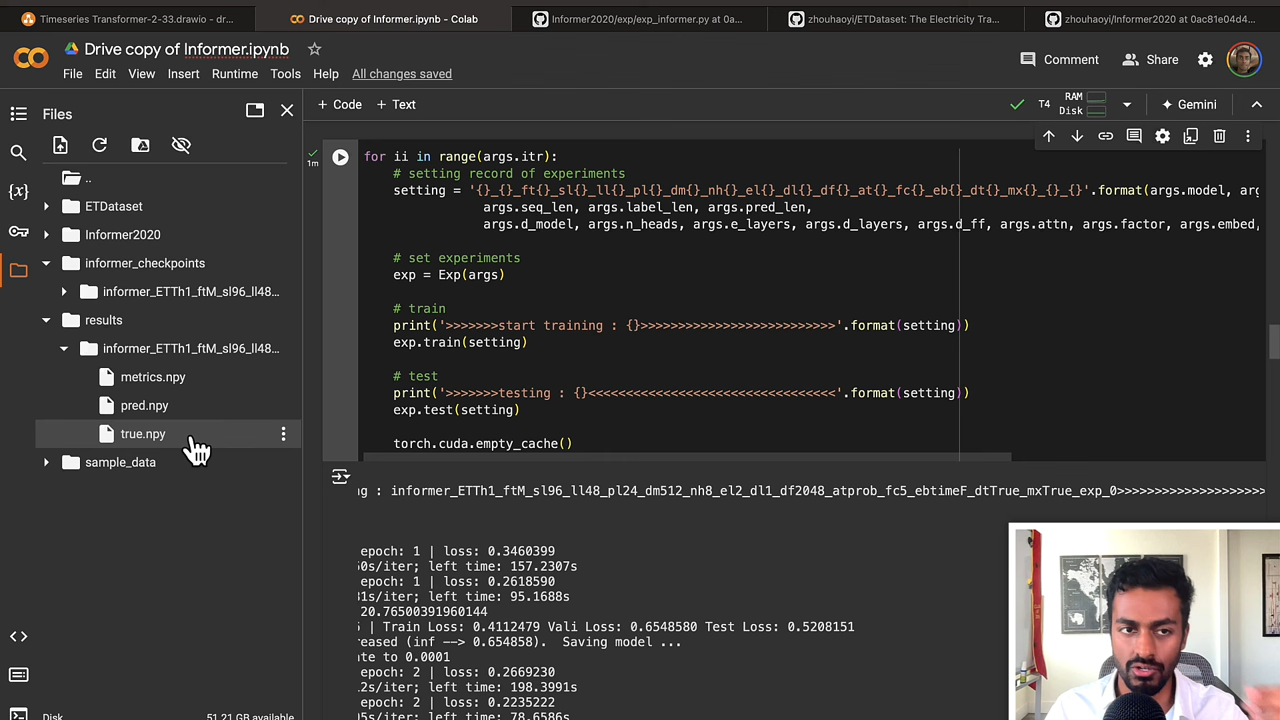 Timeseries Transformer-2-33.drawio - dr...
Drive copy of Informer.ipynb - Colab
Informer2020/exp/exp_informer.py at 0a...
zhouhaoyi/ETDataset: The Electricity Tra...
zhouhaoyi/Informer2020 at 0ac81e04d4...
Drive copy of Informer.ipynb
File Edit View Insert Runtime Tools Help All changes saved
Comment
Share
Files
+ Code + Text
T4
RAM
Disk
Gemini
..
ETDataset
Informer2020
informer_checkpoints
informer_ETTh1_ftM_sl96_ll48...
results
informer_ETTh1_ftM_sl96_ll48...
metrics.npy
pred.npy
true.npy
sample_data
Disk 51.21 GB available
1m
for ii in range(args.itr):
# setting record of experiments
setting = '{}_{}_ft{}_sl{}_ll{}_pl{}_dm{}_nh{}_el{}_dl{}_df{}_at{}_fc{}_eb{}_dt{}_mx{}_{}_{}'.format(args.model, arg
args.seq_len, args.label_len, args.pred_len,
args.d_model, args.n_heads, args.e_layers, args.d_layers, args.d_ff, args.attn, args.factor, args.embed,
# set experiments
exp = Exp(args)
# train
print('>>>>>>>start training : {}>>>>>>>>>>>>>>>>>>>>>>>>>>'.format(setting))
exp.train(setting)
# test
print('>>>>>>>testing : {}<<<<<<<<<<<<<<<<<<<<<<<<<<<<<<<<<'.format(setting))
exp.test(setting)
torch.cuda.empty_cache()
g : informer_ETTh1_ftM_sl96_ll48_pl24_dm512_nh8_el2_dl1_df2048_atprob_fc5_ebtimeF_dtTrue_mxTrue_exp_0>>>>>>>>>>>>>>>>>>>
epoch: 1 | loss: 0.3460399
0s/iter; left time: 157.2307s
epoch: 1 | loss: 0.2618590
1s/iter; left time: 95.1688s
20.76500391960144
| Train Loss: 0.4112479 Vali Loss: 0.6548580 Test Loss: 0.5208151
reased (inf --> 0.654858). Saving model ...
ate to 0.0001
epoch: 2 | loss: 0.2669230
2s/iter; left time: 198.3991s
epoch: 2 | loss: 0.2235222
5s/iter; left time: 78.6586s